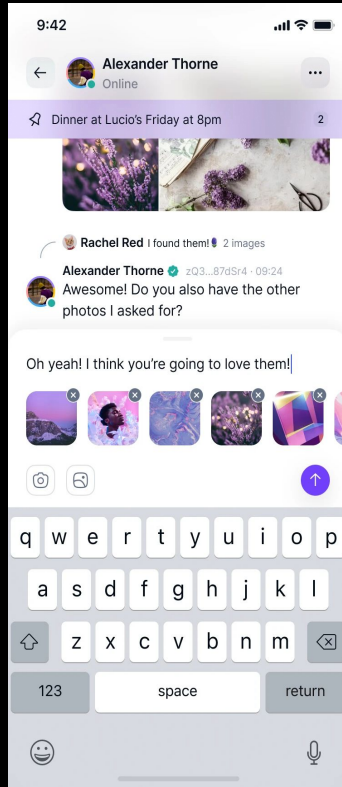 9:42
Alexander Thorne
Online
Dinner at Lucio's Friday at 8pm 2
Rachel Red I found them! 2 images
Alexander Thorne zQ3...87dSr4 · 09:24
Awesome! Do you also have the other
photos I asked for?
Oh yeah! I think you're going to love them!
q w e r t y u i o p
a s d f g h j k l
z x c v b n m
123 space return